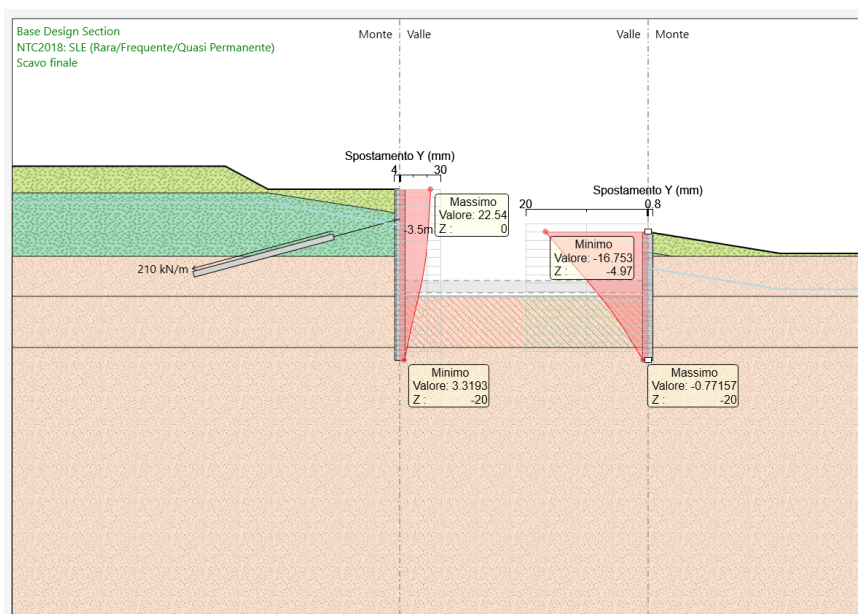 Base Design Section
NTC2018: SLE (Rara/Frequente/Quasi Permanente)
Scavo finale
Monte Valle
Valle Monte
Spostamento Y (mm)
4 30
Spostamento Y (mm)
20 0.8
Massimo
Valore: 22.54
Z : 0
-3.5m
Minimo
Valore: -16.753
Z : -4.97
210 kN/m
Minimo
Valore: 3.3193
Z : -20
Massimo
Valore: -0.77157
Z : -20